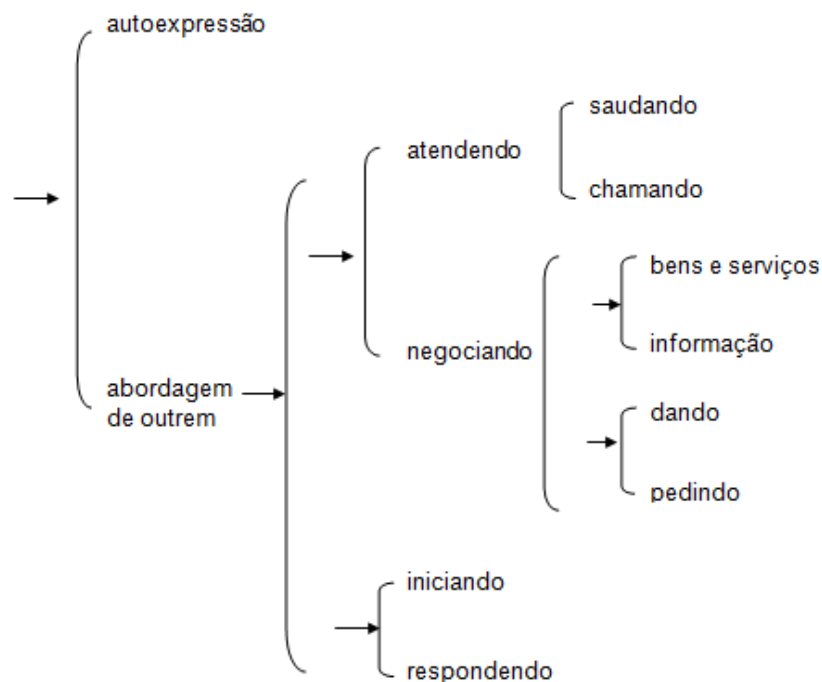 autoexpressão
saudando
atendendo
chamando
bens e serviços
negociando
informação
abordagem
de outrem
dando
pedindo
iniciando
respondendo